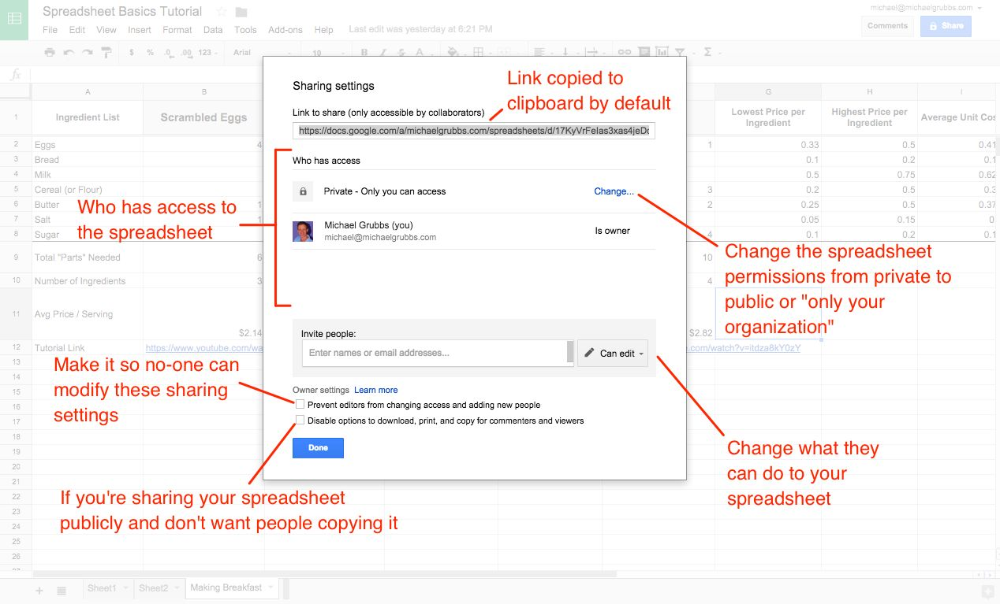 Spreadsheet Basics Tutorial
michael@michaelgrubbs.com
File Edit View Insert Format Data Tools Add-ons Help Last edit was yesterday at 6:21 PM
Comments Share
$ % .0 .00 123 Arial 10 B I S A Σ
fx
A B G H I
Sharing settings
Link copied to
clipboard by default
Link to share (only accessible by collaborators)
https://docs.google.com/a/michaelgrubbs.com/spreadsheets/d/17KyVrFeIas3xas4jeDc
1 Ingredient List Scrambled Eggs Lowest Price per Ingredient Highest Price per Ingredient Average Unit Cos
2 Eggs 4 1 0.33 0.5 0.41
3 Bread 0.1 0.2 0.1
4 Milk 0.5 0.75 0.62
5 Cereal (or Flour) 3 0.2 0.5 0.3
6 Butter 1 2 0.25 0.5 0.37
7 Salt 1 0.05 0.15 0.
8 Sugar 4 0.1 0.2 0.1
9 Total "Parts" Needed 6 10
10 Number of Ingredients 3 4
11 Avg Price / Serving $2.14 $2.82
12 Tutorial Link https://www.youtube.com/wa e.com/watch?v=itdza8kY0zY
Who has access
Private - Only you can access Change...
Michael Grubbs (you)
michael@michaelgrubbs.com
Is owner
Who has access to
the spreadsheet
Change the spreadsheet
permissions from private to
public or "only your
organization"
Invite people:
Enter names or email addresses... Can edit
Make it so no-one can
modify these sharing
settings
Owner settings Learn more
Prevent editors from changing access and adding new people
Disable options to download, print, and copy for commenters and viewers
Done
Change what they
can do to your
spreadsheet
If you're sharing your spreadsheet
publicly and don't want people copying it
13
14
15
16
17
18
19
20
21
22
23
24
25
26
Sheet1 Sheet2 Making Breakfast